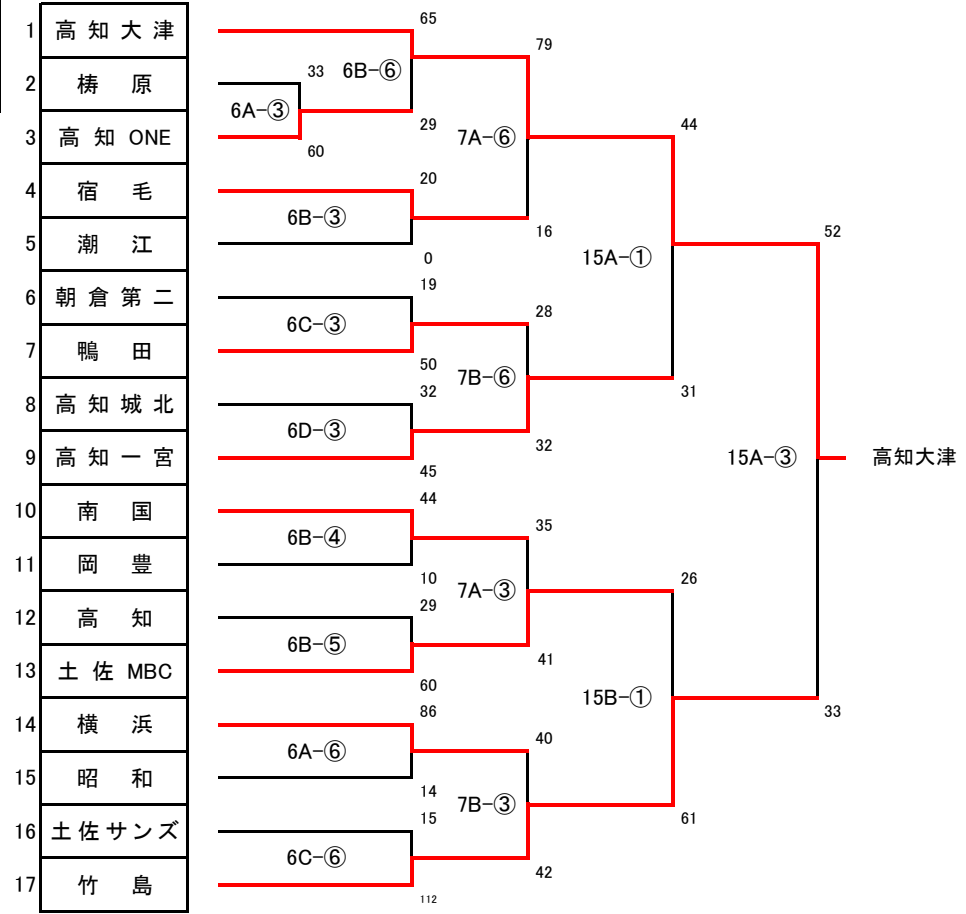 65
1 高知大津
79
33 6B-⑥
2 梼原
6A-③
29 7A-⑥ 44
3 高知ONE
60
20
4 宿毛
6B-③ 16 52
5 潮江
0 15A-①
19
6 朝倉第二
28
6C-③
7 鴨田
50 7B-⑥
32 31
8 高知城北
6D-③
32
9 高知一宮 15A-③ 高知大津
45
44
10 南国
35
6B-④
11 岡豊
10 7A-③ 26
29
12 高知
6B-⑤
41
13 土佐MBC
60 15B-①
86 33
14 横浜
40
6A-⑥
15 昭和
14 7B-③
15 61
16 土佐サンズ
6C-⑥
42
17 竹島
112